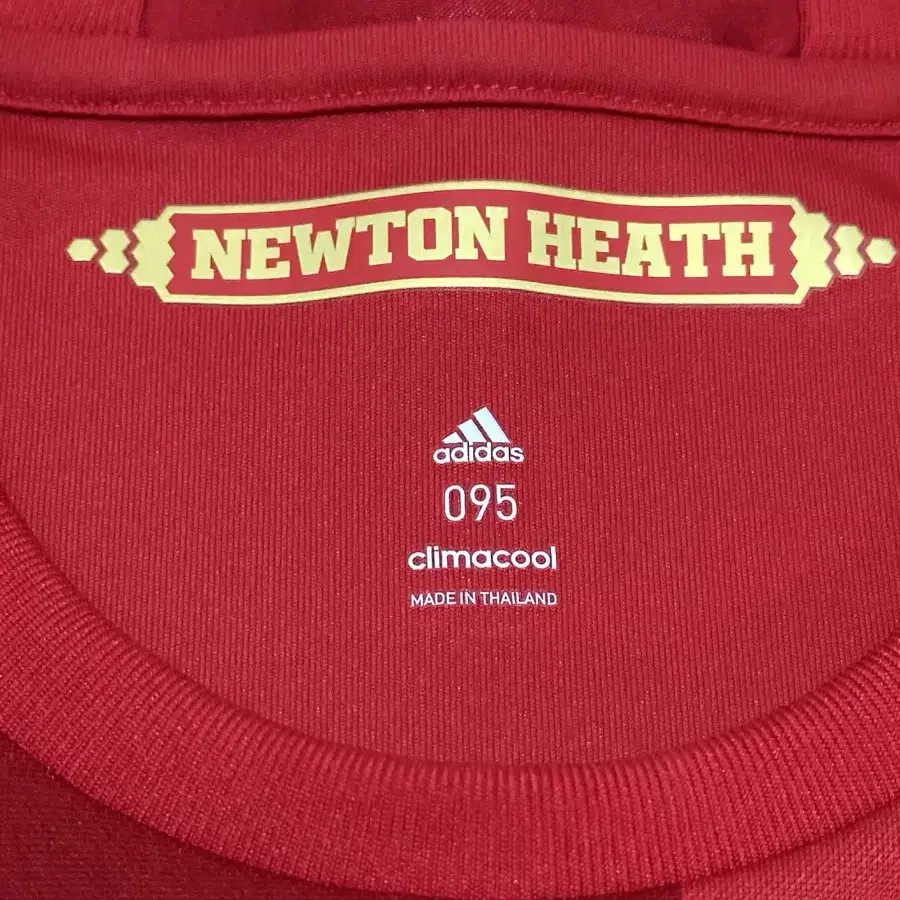 NEWTON HEATH
adidas
095
climacool
MADE IN THAILAND